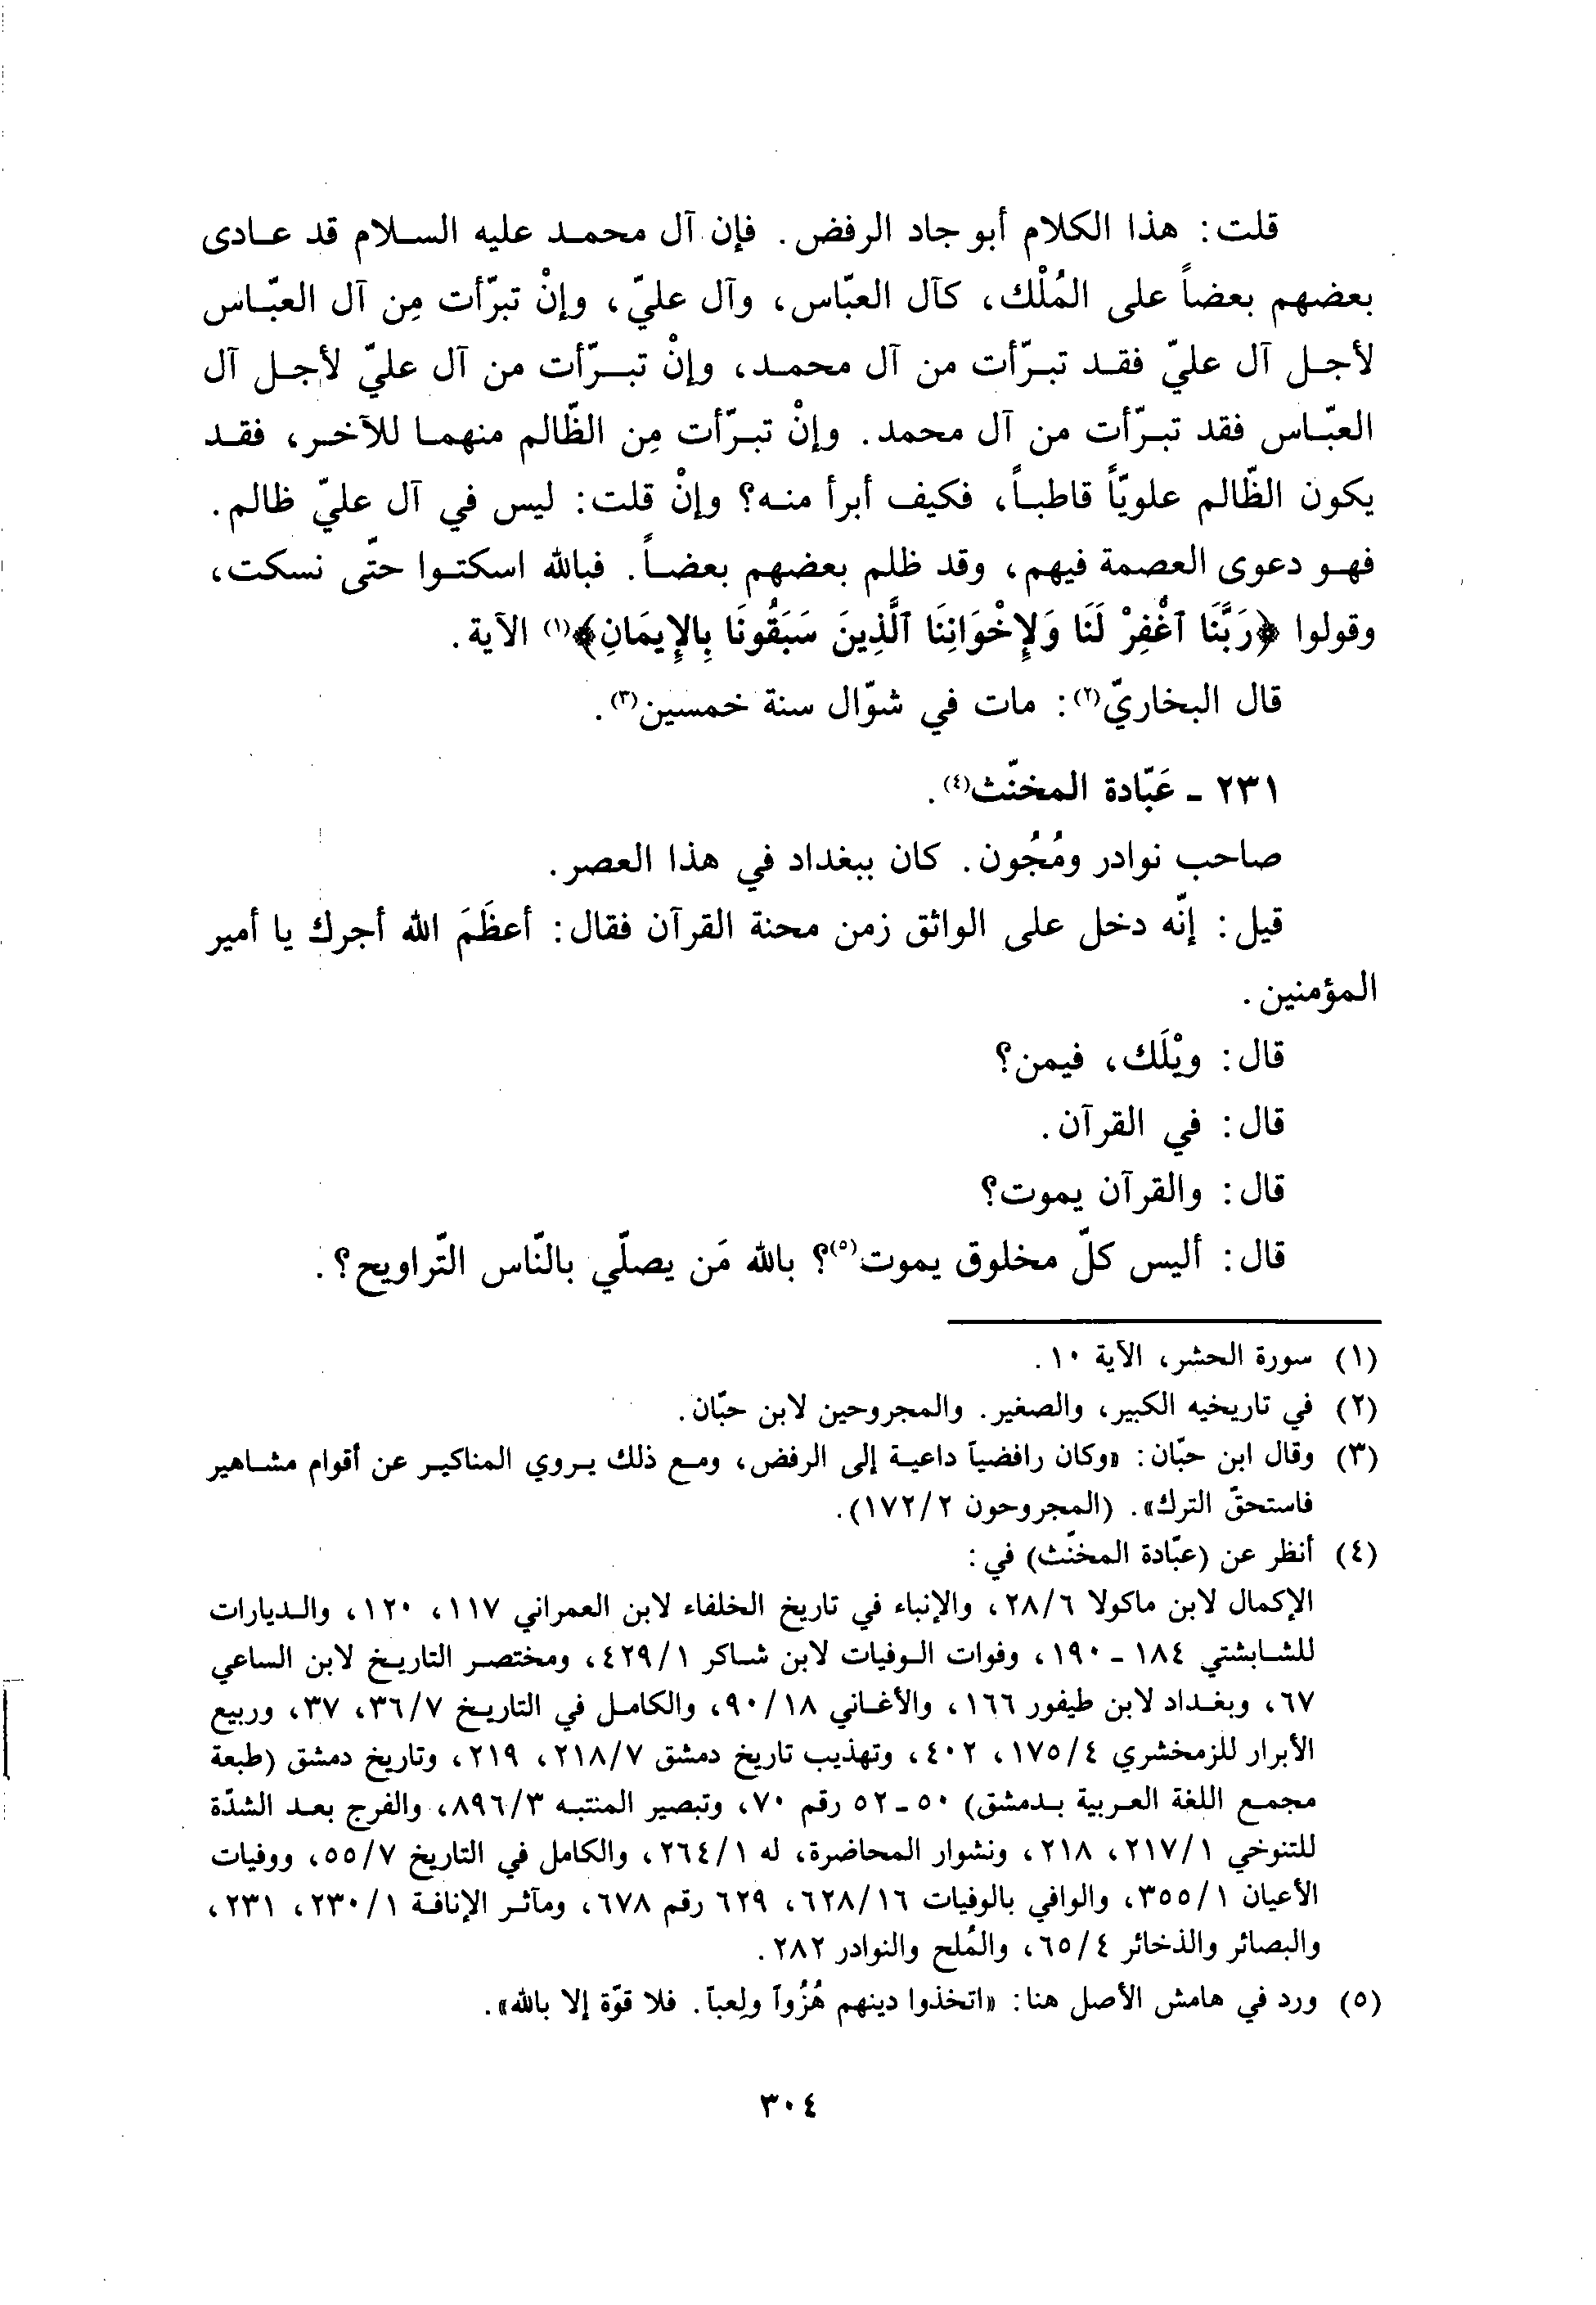 قلت: هذا الكلام أبو جاد الرفض. فإن آل محمد عليه السلام قد عادى
بعضهم بعضاً على المُلْك، كآل العبّاس، وآل عليّ، وإنْ تبرّأت مِن آل العبّاس
لأجل آل عليّ فقد تبرّأت من آل محمد، وإنْ تبرّأت من آل عليّ لأجل آل
العبّاس فقد تبرّأت من آل محمد. وإنْ تبرّأت مِن الظّالم منهما للآخر، فقد
يكون الظّالم علويّاً قاطباً، فكيف أبرأ منه؟ وإنْ قلت: ليس في آل عليّ ظالم.
فهو دعوى العصمة فيهم، وقد ظلم بعضهم بعضاً. فبالله اسكتوا حتّى نسكت،
وقولوا ﴿رَبَّنَا ٱغْفِرْ لَنَا وَلإِخْوَانِنَا ٱلَّذِينَ سَبَقُونَا بِالإِيمَانِ﴾(١) الآية.
قال البخاريّ(٢): مات في شوّال سنة خمسين(٣).
٢٣١ - عَبّادة المخنّث(٤).
صاحب نوادر ومُجُون. كان ببغداد في هذا العصر.
قيل: إنّه دخل على الواثق زمن محنة القرآن فقال: أعظَمَ الله أجرك يا أمير
المؤمنين.
قال: ويْلَك، فيمن؟
قال: في القرآن.
قال: والقرآن يموت؟
قال: أليس كلّ مخلوق يموت(٥)؟ بالله مَن يصلّي بالنّاس التّراويح؟.
(١) سورة الحشر، الآية ١٠.
(٢) في تاريخيه الكبير، والصغير. والمجروحين لابن حبّان.
(٣) وقال ابن حبّان: «وكان رافضياً داعية إلى الرفض، ومع ذلك يروي المناكير عن أقوام مشاهير
فاستحقّ الترك». (المجروحون ١٧٢/٢).
(٤) أنظر عن (عبّادة المخنّث) في:
الإكمال لابن ماكولا ٢٨/٦، والإنباء في تاريخ الخلفاء لابن العمراني ١١٧، ١٢٠، والديارات
للشابشتي ١٨٤ - ١٩٠، وفوات الوفيات لابن شاكر ٤٢٩/١، ومختصر التاريخ لابن الساعي
٦٧، وبغداد لابن طيفور ١٦٦، والأغاني ٩٠/١٨، والكامل في التاريخ ٣٦/٧، ٣٧، وربيع
الأبرار للزمخشري ١٧٥/٤، ٤٠٢، وتهذيب تاريخ دمشق ٢١٨/٧، ٢١٩، وتاريخ دمشق (طبعة
مجمع اللغة العربية بدمشق) ٥٠ - ٥٢ رقم ٧٠، وتبصير المنتبه ٨٩٦/٣، والفرج بعد الشدّة
للتنوخي ٢١٧/١، ٢١٨، ونشوار المحاضرة، له ٢٦٤/١، والكامل في التاريخ ٥٥/٧، ووفيات
الأعيان ٣٥٥/١، والوافي بالوفيات ٦٢٨/١٦، ٦٢٩ رقم ٦٧٨، ومآثر الإنافة ٢٣٠/١، ٢٣١،
والبصائر والذخائر ٦٥/٤، والمُلح والنوادر ٢٨٢.
(٥) ورد في هامش الأصل هنا: «اتخذوا دينهم هُزُواً ولِعباً. فلا قوّة إلا بالله».
٣٠٤